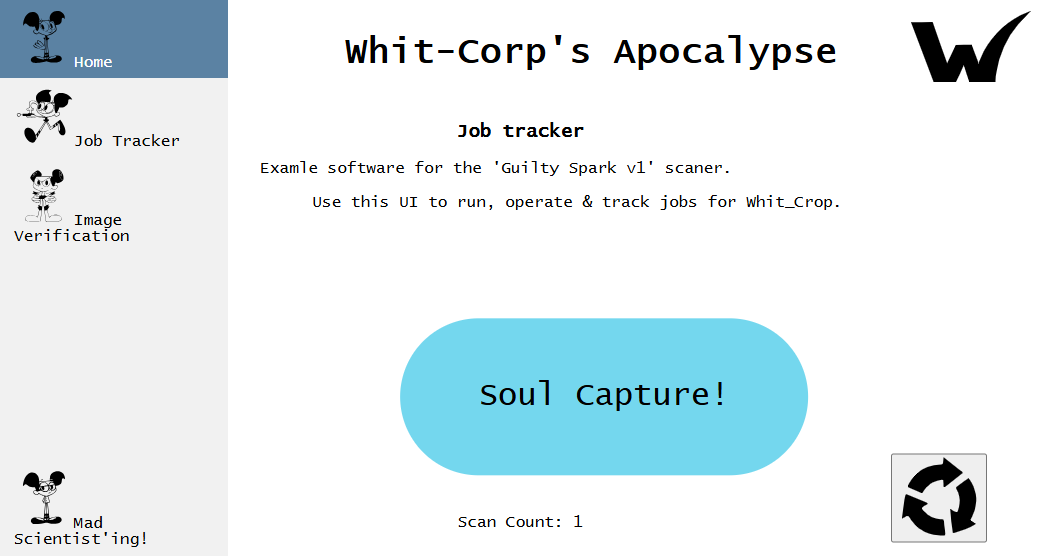 Home
Job Tracker
Image
Verification
Mad
Scientist'ing!
Whit-Corp's Apocalypse
Job tracker
Examle software for the 'Guilty Spark v1' scaner.
Use this UI to run, operate & track jobs for Whit_Crop.
Soul Capture!
Scan Count: 1